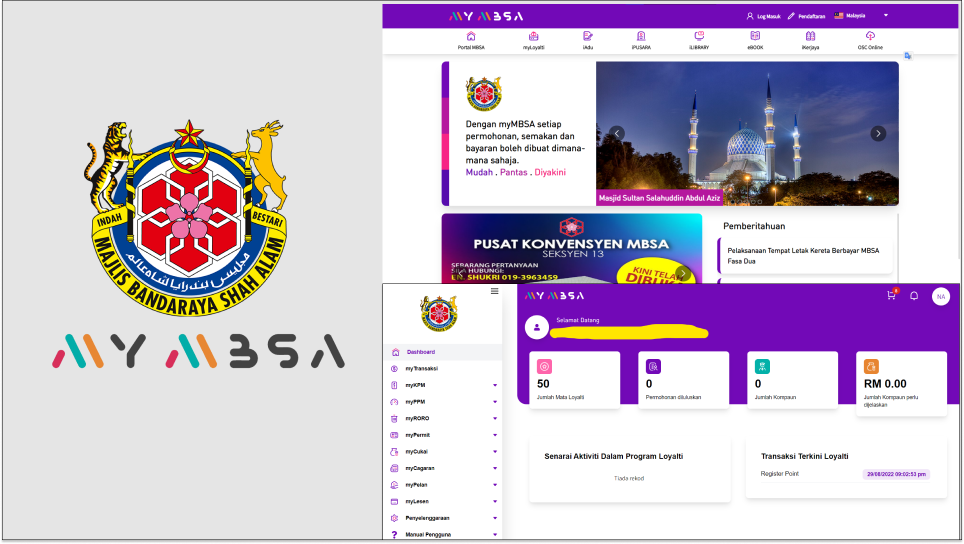 INDAH
BESTARI
MAJLIS BANDARAYA SHAH ALAM
مجليس بندراي شاه عالم
MY MBSA
MY MBSA
Log Masuk
Pendaftaran
Malaysia
Portal MBSA
myLoyalti
iAdu
iPUSARA
iLIBRARY
eBOOK
iKerjaya
OSC Online
Dengan myMBSA setiap
permohonan, semakan dan
bayaran boleh dibuat dimana-
mana sahaja.
Mudah . Pantas . Diyakini
Masjid Sultan Salahuddin Abdul Aziz
PUSAT KONVENSYEN MBSA
SEKSYEN 13
SEBARANG PERTANYAAN
SILA HUBUNGI:
EN. SHUKRI 019-3963459
KINI TELAH
DIBUKA
Pemberitahuan
Pelaksanaan Tempat Letak Kereta Berbayar MBSA
Fasa Dua
MY MBSA
0
NA
Selamat Datang
Dashboard
myTransaksi
myKPM
myPPM
myRORO
myPermit
myCukai
myCagaran
myPelan
myLesen
Penyelenggaraan
Manual Pengguna
50
Jumlah Mata Loyalti
0
Permohonan diluluskan
0
Jumlah Kompaun
RM 0.00
Jumlah Kompaun perlu
dijelaskan
Senarai Aktiviti Dalam Program Loyalti
Tiada rekod
Transaksi Terkini Loyalti
Register Point
29/08/2022 09:02:53 pm